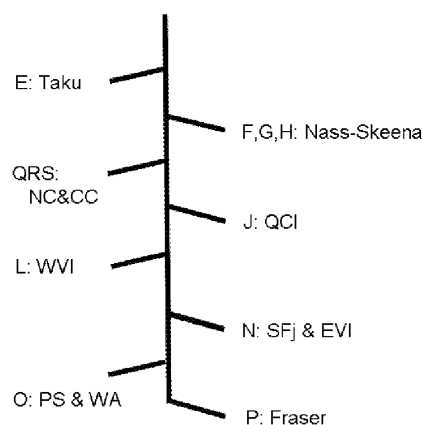 E: Taku
F,G,H: Nass-Skeena
QRS:
NC&CC
J: QCI
L: WVI
N: SFj & EVI
O: PS & WA
P: Fraser